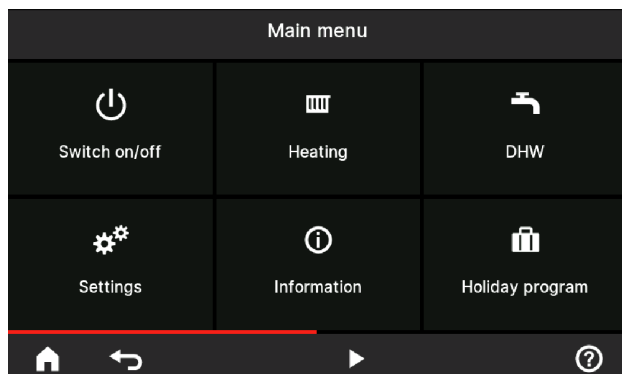 Main menu
Switch on/off
Heating
DHW
Settings
Information
Holiday program